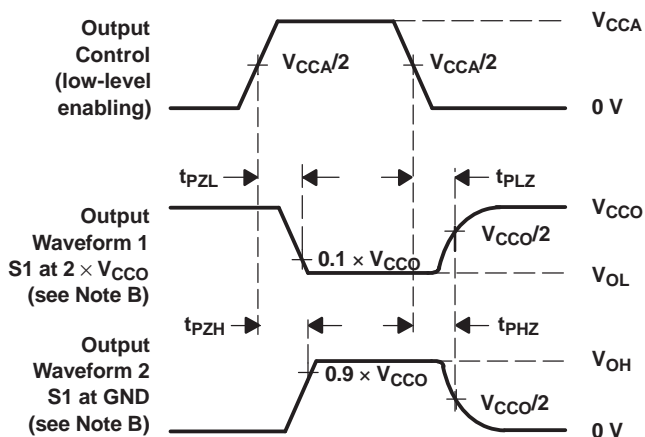 Output
Control
(low-level
enabling)
V_CCA
V_CCA/2
V_CCA/2
0 V
t_PZL
t_PLZ
Output
Waveform 1
S1 at 2 × V_CCO
(see Note B)
V_CCO
V_CCO/2
0.1 × V_CCO
V_OL
t_PZH
t_PHZ
Output
Waveform 2
S1 at GND
(see Note B)
V_OH
0.9 × V_CCO
V_CCO/2
0 V